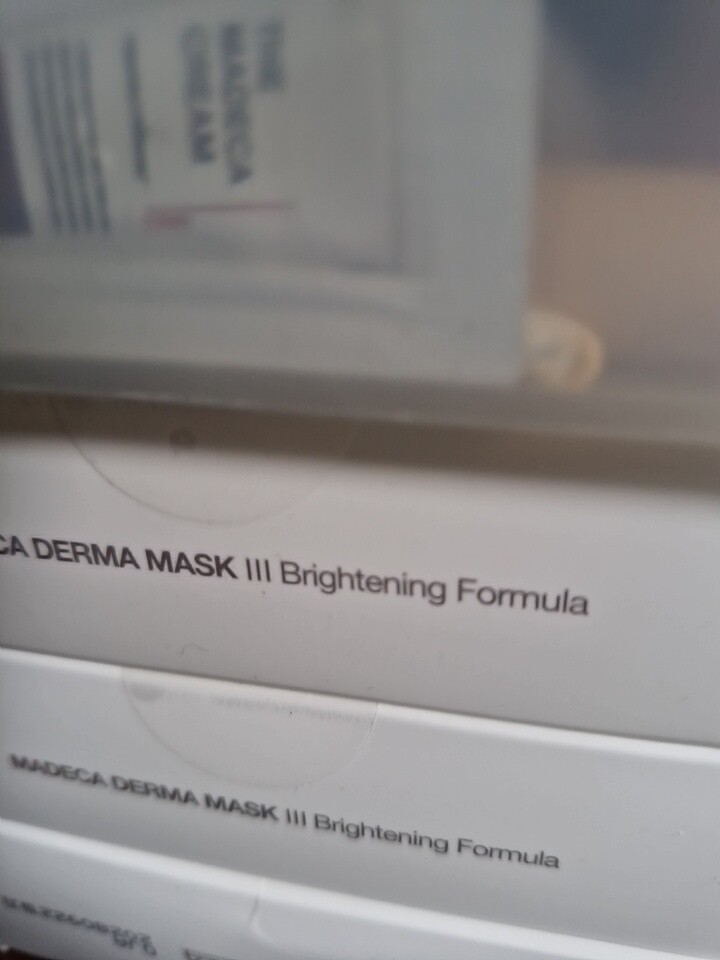 THE
MADECA
CREAM
CA DERMA MASK III Brightening Formula
MADECA DERMA MASK III Brightening Formula